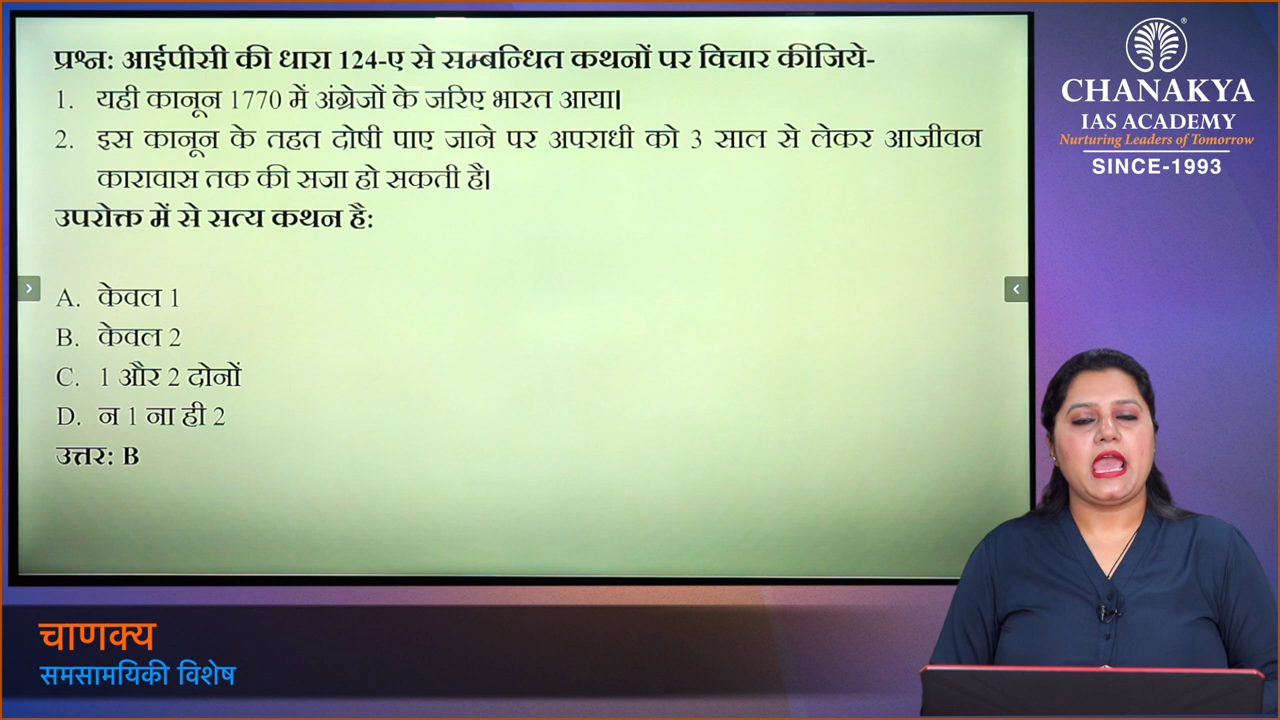 प्रश्न: आईपीसी की धारा 124-ए से सम्बन्धित कथनों पर विचार कीजिये-
1. यही कानून 1770 में अंग्रेजों के जरिए भारत आया।
2. इस कानून के तहत दोषी पाए जाने पर अपराधी को 3 साल से लेकर आजीवन
कारावास तक की सजा हो सकती है।
उपरोक्त में से सत्य कथन है:
A. केवल 1
B. केवल 2
C. 1 और 2 दोनों
D. न 1 ना ही 2
उत्तर: B
CHANAKYA
IAS ACADEMY
Nurturing Leaders of Tomorrow
SINCE-1993
चाणक्य
समसामयिकी विशेष